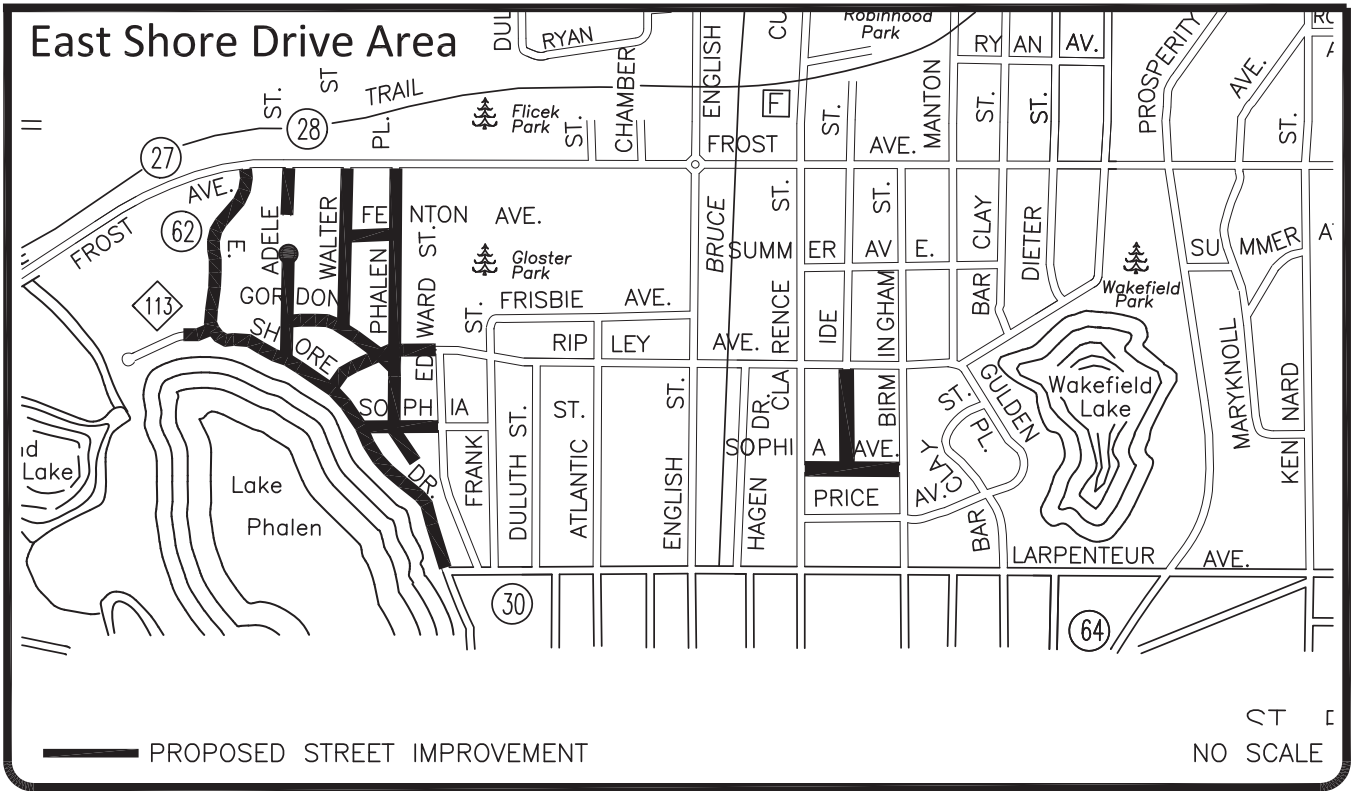 East Shore Drive Area
RYAN
ST.
ST
TRAIL
CHAMBER
ENGLISH
Robinhood
Park
RY AN AV.
PROSPERITY
AVE.
MANTON
ST.
ST.
ST.
ST.
28
PL.
Flicek
Park
ST.
F
27
FROST AVE.
FROST AVE.
62
E.
ADELE
WALTER
FE NTON AVE.
ST.
PHALEN
Gloster
Park
BRUCE
ST.
ST.
SUMM ER AV E.
CLAY
DIETER
SU MMER
Wakefield
Park
113
GOR DON
FRISBIE AVE.
ST.
ED WARD
CLA RENCE
IDE
BIRM INGHAM
BAR
SH ORE
RIP LEY AVE.
MARYKNOLL
KEN NARD
Wakefield
Lake
GULDEN
PL.
ST.
SO PH IA
ST.
ST.
ST.
DR.
SOPHI A AVE.
Lake
DR.
FRANK
DULUTH
ATLANTIC
ENGLISH
HAGEN
PRICE AV.
CLAY
BAR
Lake
Phalen
LARPENTEUR AVE.
30
64
ST
PROPOSED STREET IMPROVEMENT
NO SCALE